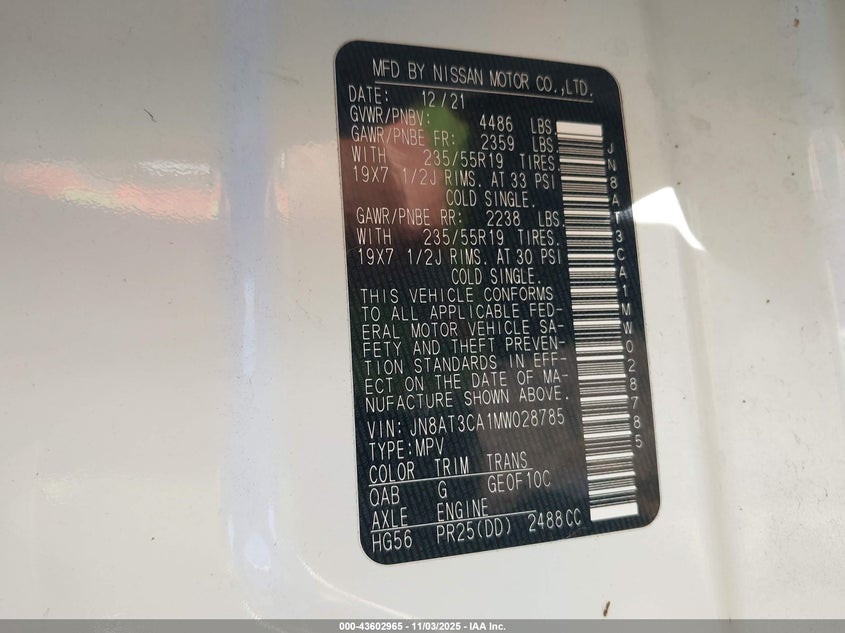 MFD BY NISSAN MOTOR CO.,LTD.
DATE: 12/21
GVWR/PNBV: 4486 LBS.
GAWR/PNBE FR: 2359 LBS.
WITH 235/55R19 TIRES.
19X7 1/2J RIMS. AT 33 PSI
COLD SINGLE.
GAWR/PNBE RR: 2238 LBS.
WITH 235/55R19 TIRES.
19X7 1/2J RIMS. AT 30 PSI
COLD SINGLE.
THIS VEHICLE CONFORMS
TO ALL APPLICABLE FED-
ERAL MOTOR VEHICLE SA-
FETY AND THEFT PREVEN-
TION STANDARDS IN EFF-
ECT ON THE DATE OF MA-
NUFACTURE SHOWN ABOVE.
VIN: JN8AT3CA1MW028785
TYPE:MPV
COLOR TRIM TRANS
QAB G GE0F10C
AXLE ENGINE
HG56 PR25(DD) 2488CC
JN8AT3CA1MW028785
000-43602965 - 11/03/2025 - IAA Inc.